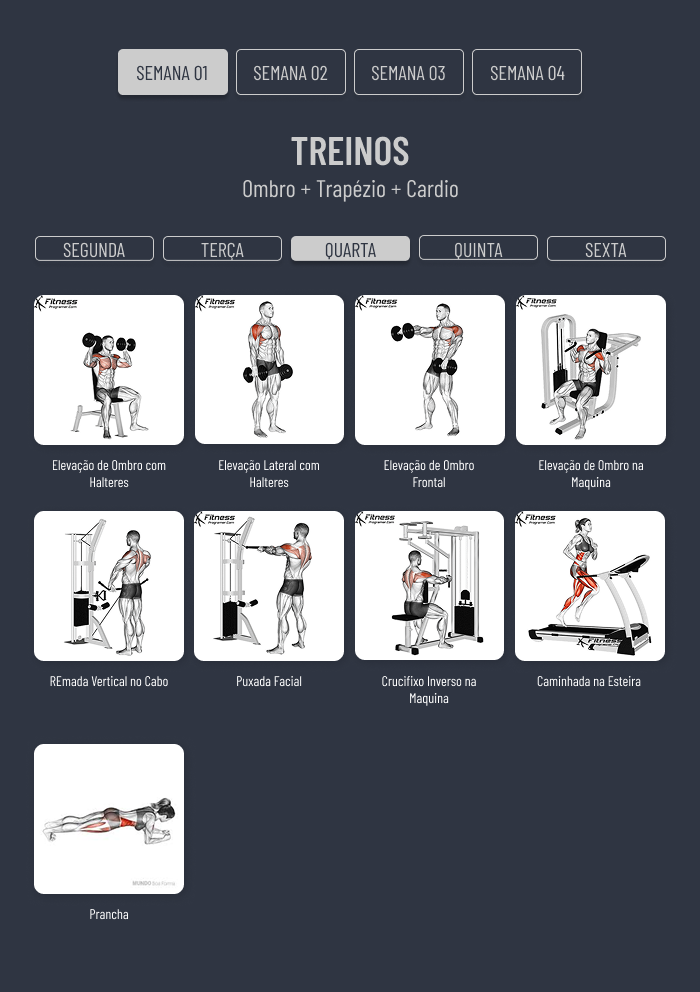 SEMANA 01
SEMANA 02
SEMANA 03
SEMANA 04
TREINOS
Ombro + Trapézio + Cardio
SEGUNDA
TERÇA
QUARTA
QUINTA
SEXTA
Fitness
Programer.Com
Fitness
Programer.Com
Fitness
Programer.Com
Fitness
Programer.Com
Elevação de Ombro com
Halteres
Elevação Lateral com
Halteres
Elevação de Ombro
Frontal
Elevação de Ombro na
Maquina
Fitness
Programer.Com
Fitness
Programer.Com
Fitness
Programer.Com
Fitness
REmada Vertical no Cabo
Puxada Facial
Crucifixo Inverso na
Maquina
Caminhada na Esteira
MUNDO Boa Forma
Prancha